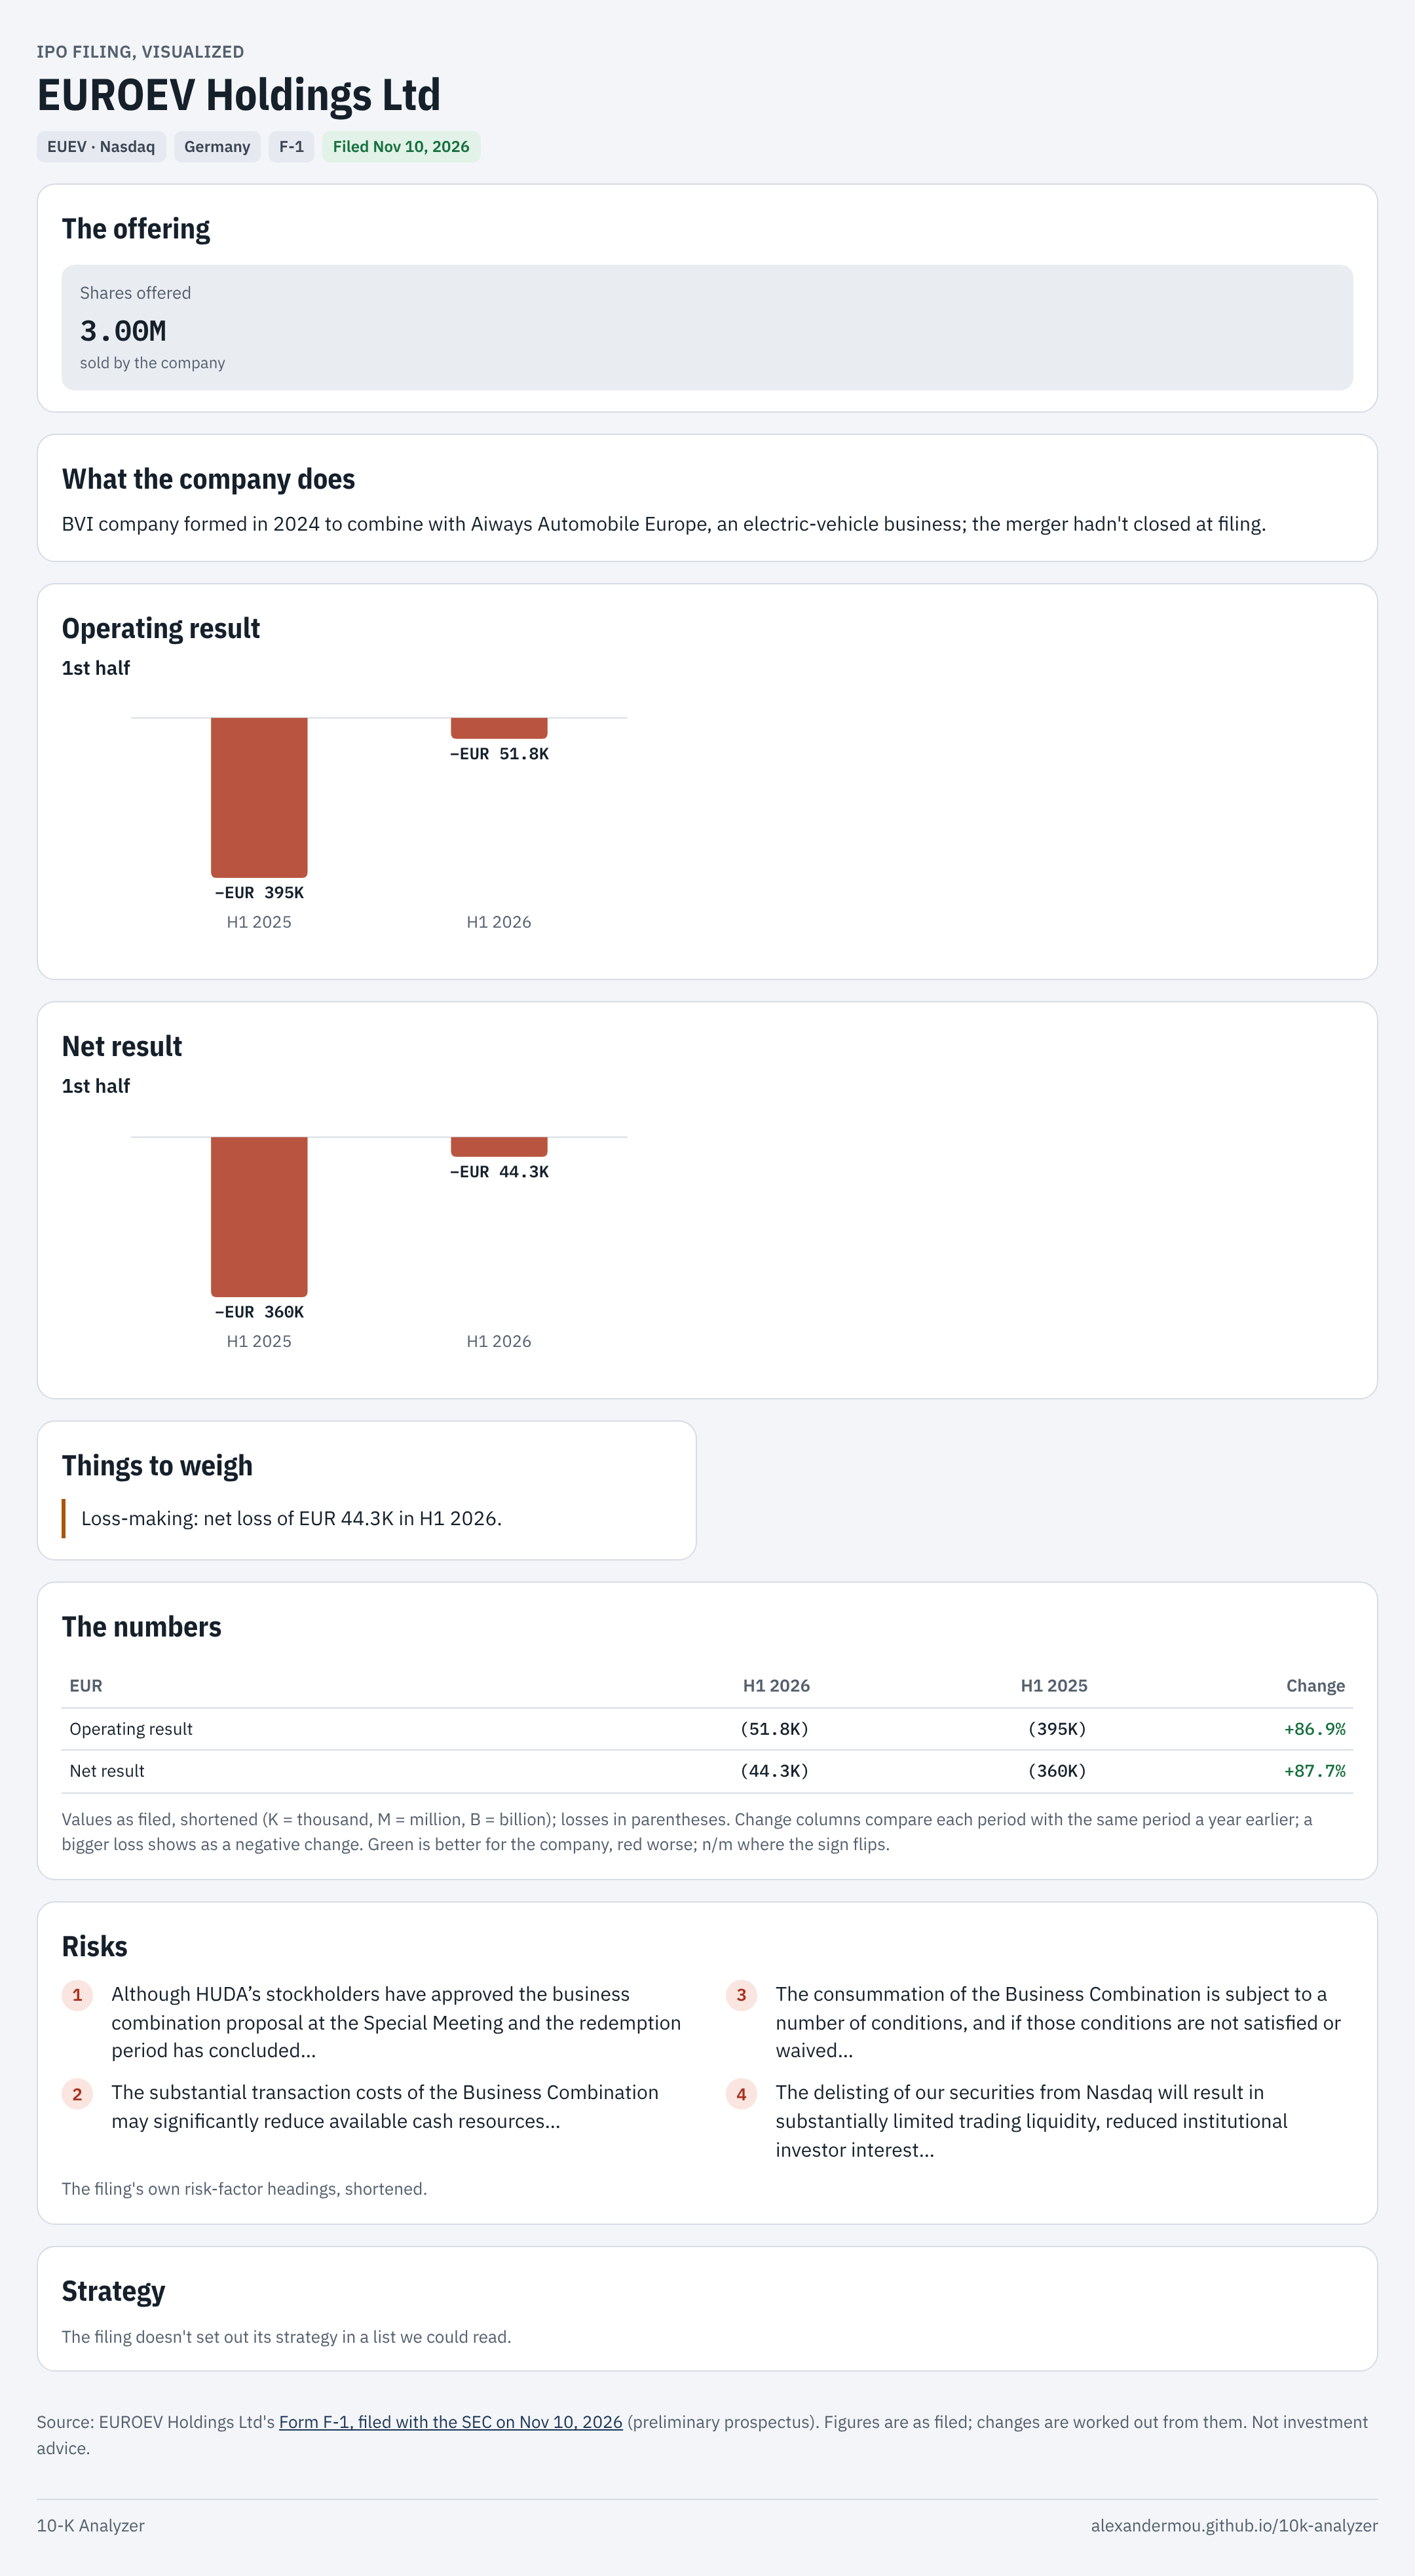 IPO FILING, VISUALIZED
EUROEV Holdings Ltd
EUEV · Nasdaq
Germany
F-1
Filed Nov 10, 2026
The offering
Shares offered
3.00M
sold by the company
What the company does
BVI company formed in 2024 to combine with Aiways Automobile Europe, an electric-vehicle business; the merger hadn't closed at filing.
Operating result
1st half
−EUR 51.8K
−EUR 395K
H1 2025
H1 2026
Net result
1st half
−EUR 44.3K
−EUR 360K
H1 2025
H1 2026
Things to weigh
Loss-making: net loss of EUR 44.3K in H1 2026.
The numbers
EUR H1 2026 H1 2025 Change
Operating result (51.8K) (395K) +86.9%
Net result (44.3K) (360K) +87.7%
Values as filed, shortened (K = thousand, M = million, B = billion); losses in parentheses. Change columns compare each period with the same period a year earlier; a
bigger loss shows as a negative change. Green is better for the company, red worse; n/m where the sign flips.
Risks
1 Although HUDA’s stockholders have approved the business
combination proposal at the Special Meeting and the redemption
period has concluded…
2 The substantial transaction costs of the Business Combination
may significantly reduce available cash resources…
3 The consummation of the Business Combination is subject to a
number of conditions, and if those conditions are not satisfied or
waived…
4 The delisting of our securities from Nasdaq will result in
substantially limited trading liquidity, reduced institutional
investor interest…
The filing's own risk-factor headings, shortened.
Strategy
The filing doesn't set out its strategy in a list we could read.
Source: EUROEV Holdings Ltd's Form F-1, filed with the SEC on Nov 10, 2026 (preliminary prospectus). Figures are as filed; changes are worked out from them. Not investment
advice.
10-K Analyzer
alexandermou.github.io/10k-analyzer